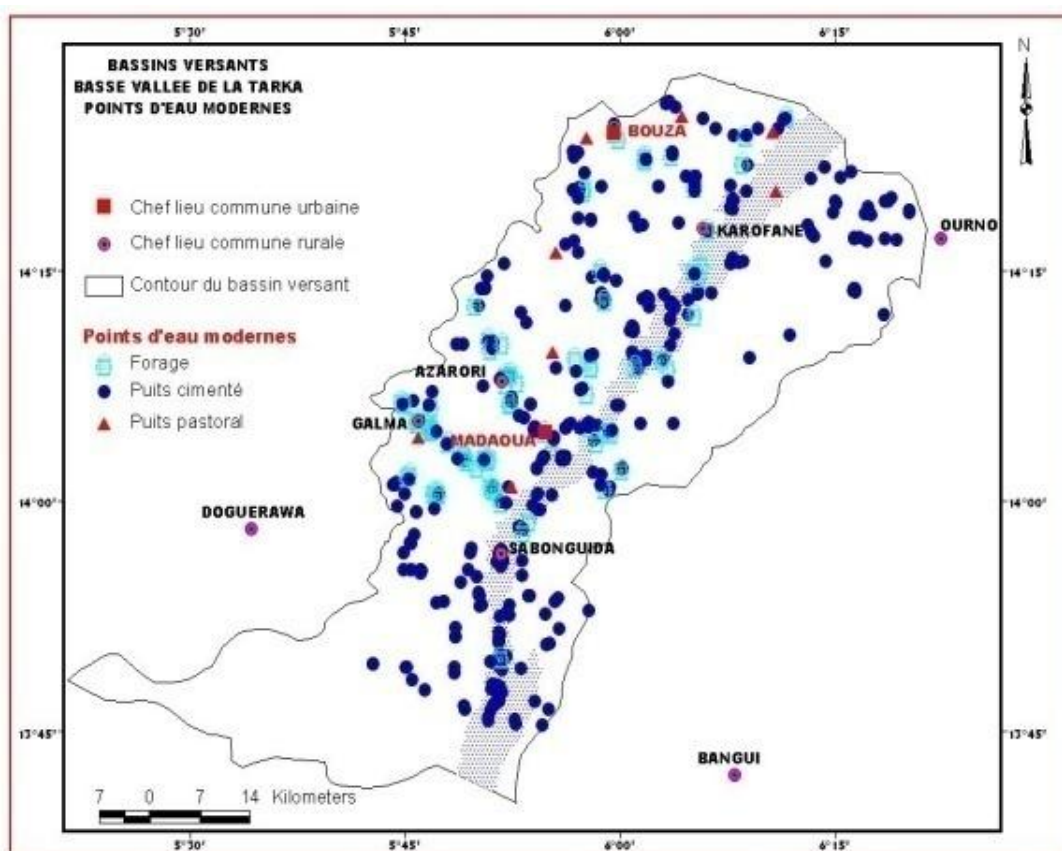 5°30'
5°45'
6°00'
6°15'
BASSINS VERSANTS
BASSE VALLEE DE LA TARKA
POINTS D'EAU MODERNES
N
BOUZA
Chef lieu commune urbaine
Chef lieu commune rurale
KAROFANE
OURNO
14°15'
14°15'
Contour du bassin versant
Points d'eau modernes
Forage
AZARORI
Puits cimenté
Puits pastoral
GALMA
MADAOUA
14°00'
14°00'
DOGUERAWA
SABONGUIDA
13°45'
13°45'
BANGUI
7 0 7 14 Kilometers
5°30'
5°45'
6°00'
6°15'